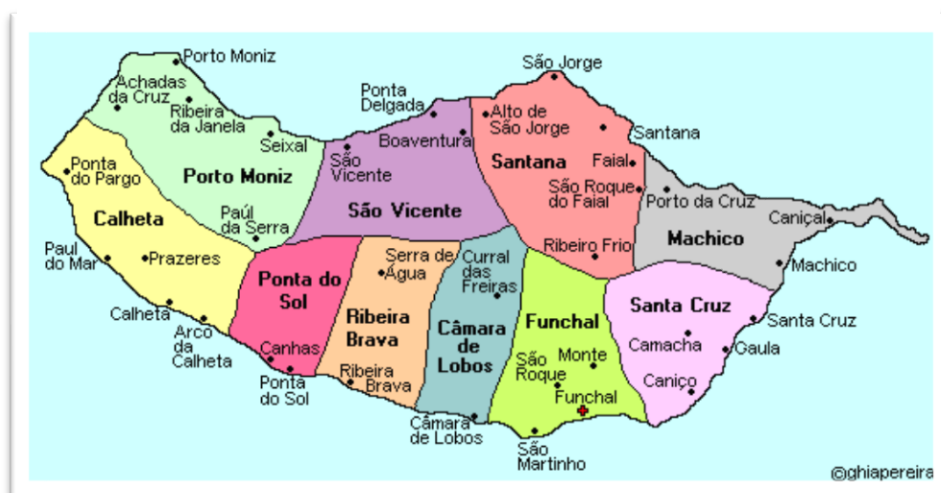 Porto Moniz
Achadas
da Cruz
Ribeira
da Janela
Seixal
Porto Moniz
Paúl
da Serra
Ponta
do Pargo
Calheta
Paul
do Mar
Prazeres
Calheta
Arco
da
Calheta
Ponta
Delgada
Boaventura
São
Vicente
São Vicente
São Jorge
Alto de
São Jorge
Santana
Santana
Faial
São Roque
do Faial
Ribeiro Frio
Porto da Cruz
Caniçal
Machico
Machico
Ponta do
Sol
Canhas
Ponta
do Sol
Serra de
Água
Ribeira
Brava
Ribeira
Brava
Curral
das
Freiras
Câmara
de
Lobos
Câmara
de Lobos
Funchal
São
Roque
Monte
Funchal
São
Martinho
Santa Cruz
Santa Cruz
Camacha
Gaula
Caniço
©ghiapereira